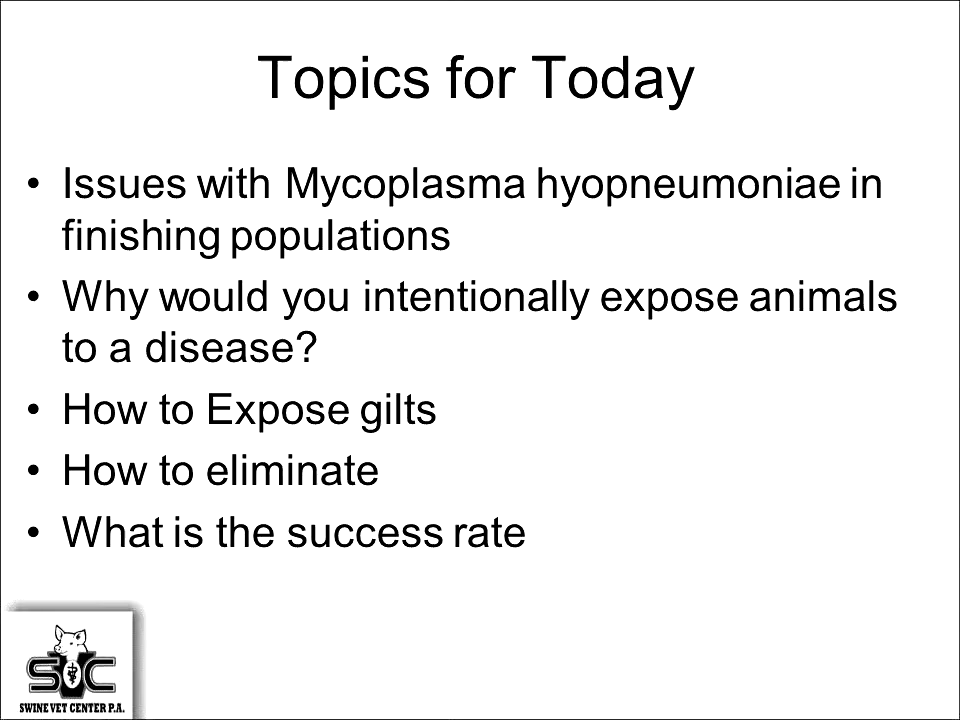 Topics for Today
• Issues with Mycoplasma hyopneumoniae in
finishing populations
• Why would you intentionally expose animals
to a disease?
• How to Expose gilts
• How to eliminate
• What is the success rate
SVC
SWINE VET CENTER P.A.